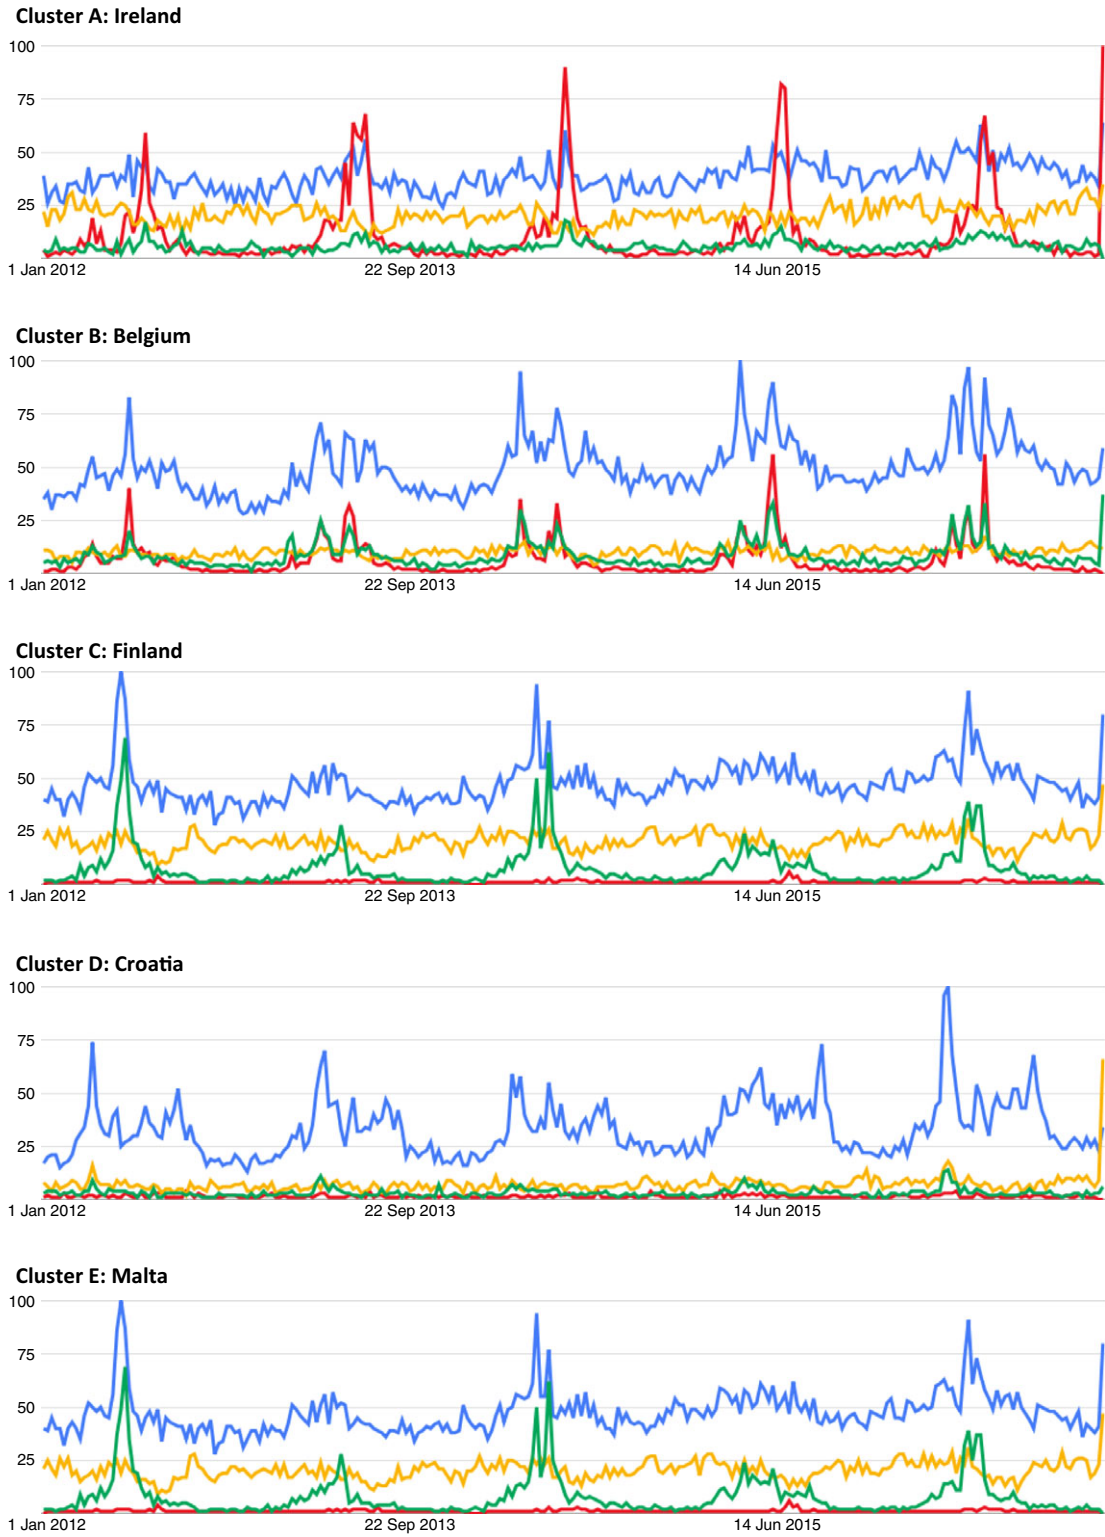 Cluster A: Ireland
100
75
50
25
1 Jan 2012 22 Sep 2013 14 Jun 2015
Cluster B: Belgium
100
75
50
25
1 Jan 2012 22 Sep 2013 14 Jun 2015
Cluster C: Finland
100
75
50
25
1 Jan 2012 22 Sep 2013 14 Jun 2015
Cluster D: Croatia
100
75
50
25
1 Jan 2012 22 Sep 2013 14 Jun 2015
Cluster E: Malta
100
75
50
25
1 Jan 2012 22 Sep 2013 14 Jun 2015